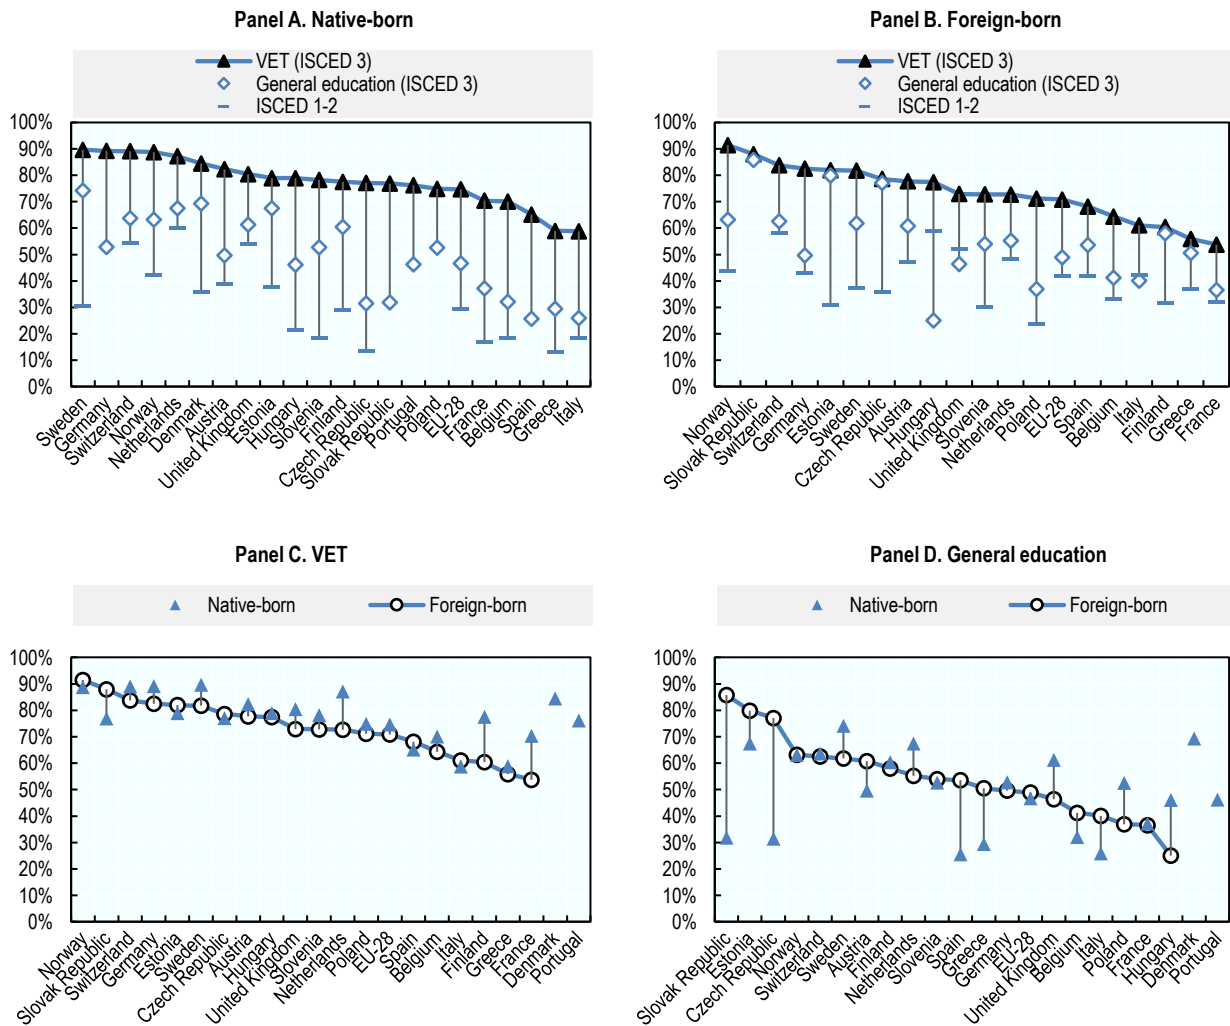 Panel A. Native-born
VET (ISCED 3)
General education (ISCED 3)
ISCED 1-2
100%
90%
80%
70%
60%
50%
40%
30%
20%
10%
0%
Sweden
Germany
Switzerland
Norway
Netherlands
Denmark
Austria
United Kingdom
Estonia
Hungary
Slovenia
Finland
Czech Republic
Slovak Republic
Portugal
Poland
EU-28
France
Belgium
Spain
Greece
Italy
Panel B. Foreign-born
VET (ISCED 3)
General education (ISCED 3)
ISCED 1-2
100%
90%
80%
70%
60%
50%
40%
30%
20%
10%
0%
Norway
Slovak Republic
Switzerland
Germany
Estonia
Sweden
Czech Republic
Austria
Hungary
United Kingdom
Slovenia
Netherlands
Poland
EU-28
Spain
Belgium
Italy
Finland
Greece
France
Panel C. VET
Native-born
Foreign-born
100%
90%
80%
70%
60%
50%
40%
30%
20%
10%
0%
Norway
Slovak Republic
Switzerland
Germany
Estonia
Sweden
Czech Republic
Austria
Hungary
United Kingdom
Slovenia
Netherlands
Poland
EU-28
Spain
Belgium
Italy
Finland
Greece
France
Denmark
Portugal
Panel D. General education
Native-born
Foreign-born
100%
90%
80%
70%
60%
50%
40%
30%
20%
10%
0%
Slovak Republic
Estonia
Czech Republic
Norway
Switzerland
Sweden
Austria
Finland
Netherlands
Slovenia
Spain
Greece
Germany
EU-28
United Kingdom
Belgium
Italy
Poland
France
Hungary
Denmark
Portugal